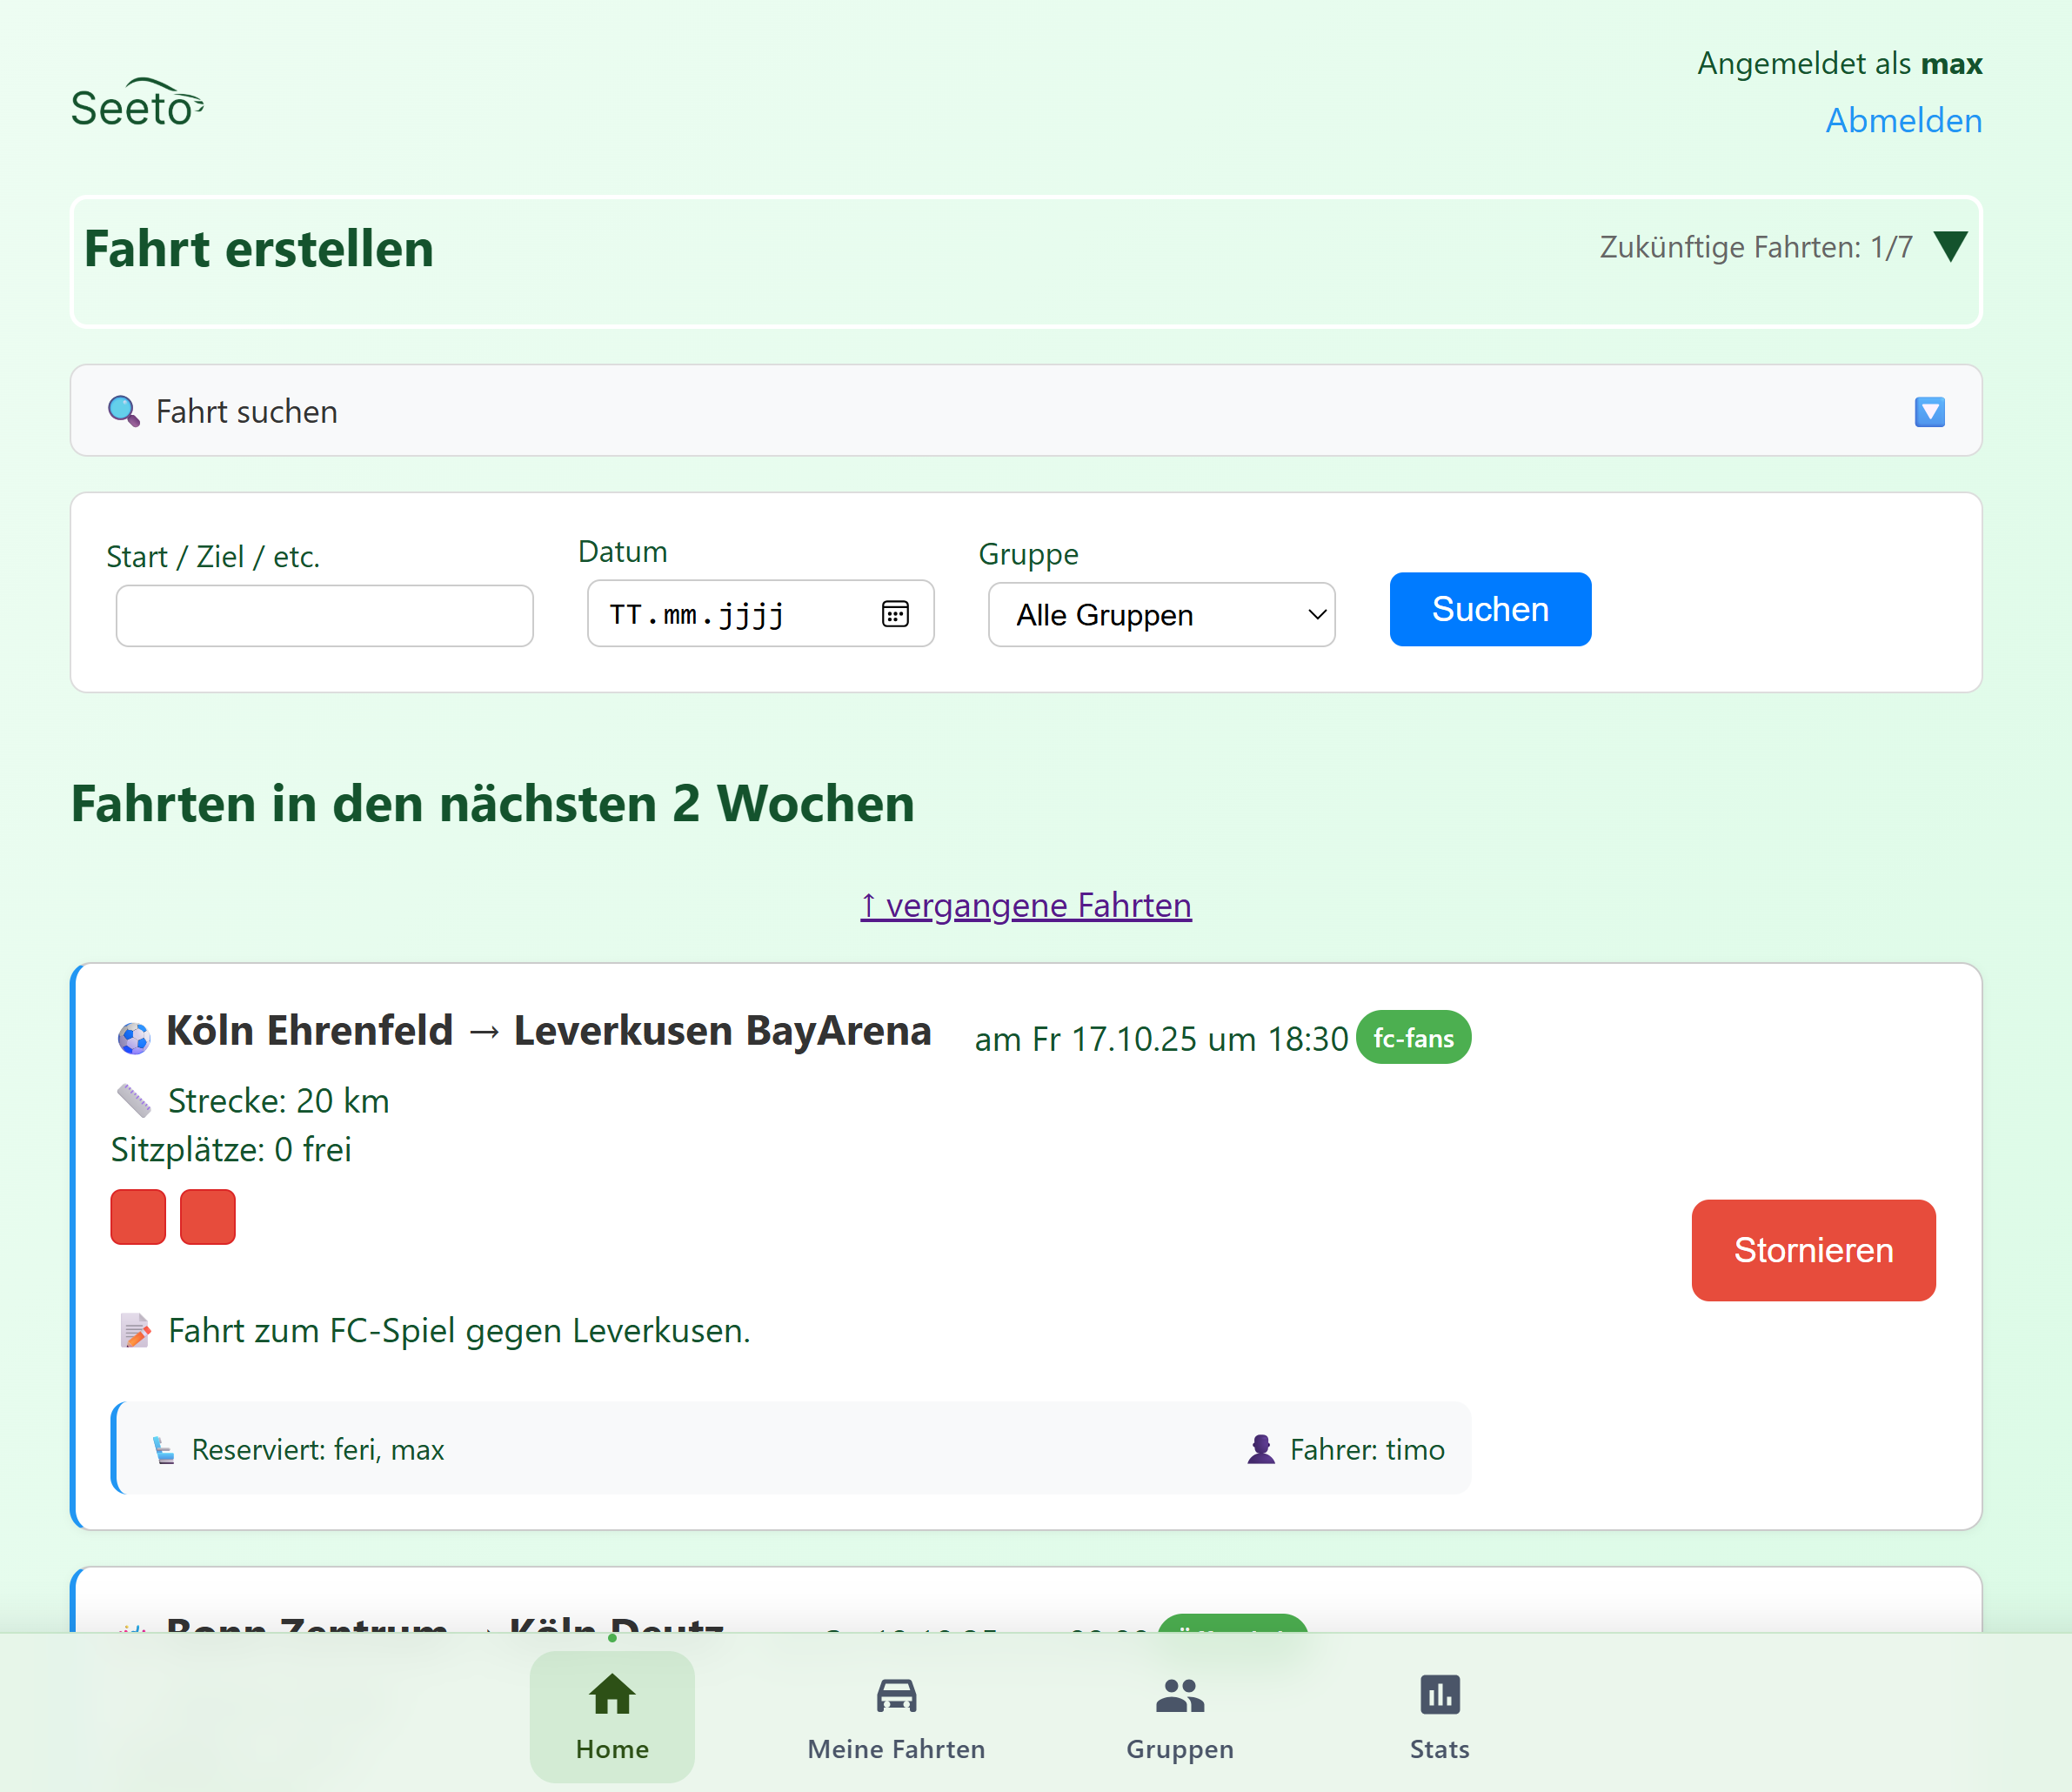 Seeto
Angemeldet als max
Abmelden
Fahrt erstellen
Zukünftige Fahrten: 1/7 ▼
Fahrt suchen
Start / Ziel / etc.
Datum
Gruppe
TT.mm.jjjj
Alle Gruppen
Suchen
Fahrten in den nächsten 2 Wochen
↑ vergangene Fahrten
Köln Ehrenfeld → Leverkusen BayArena am Fr 17.10.25 um 18:30 fc-fans
Strecke: 20 km
Sitzplätze: 0 frei
Stornieren
Fahrt zum FC-Spiel gegen Leverkusen.
Reserviert: feri, max
Fahrer: timo
Bonn Zentrum → Köln Deutz
Home
Meine Fahrten
Gruppen
Stats